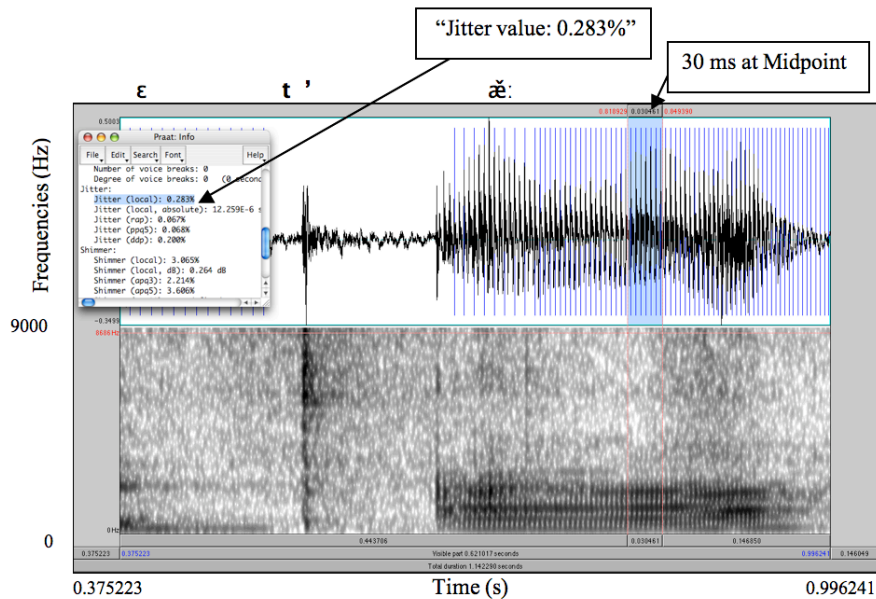 “Jitter value: 0.283%”
30 ms at Midpoint
ɛ t ’ æ̌ː
0.818929 0.030461 0.849390
0.5003
Praat: Info
File Edit Search Font Help
Number of voice breaks: 0
Degree of voice breaks: 0 (0 second
Jitter:
Jitter (local): 0.283%
Jitter (local, absolute): 12.259E-6 s
Jitter (rap): 0.067%
Jitter (ppq5): 0.068%
Jitter (ddp): 0.200%
Shimmer:
Shimmer (local): 3.065%
Shimmer (local, dB): 0.264 dB
Shimmer (apq3): 2.214%
Shimmer (apq5): 3.606%
-0.3499
Frequencies (Hz)
9000
8686Hz
0Hz
0
0.443706 0.030461 0.146850
0.375223 0.375223 Visible part 0.621017 seconds 0.996241 0.146049
Total duration 1.142290 seconds
0.375223 Time (s) 0.996241